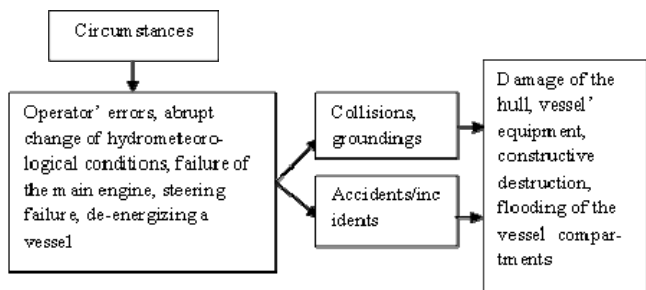 Circumstances
Operator' errors, abrupt
change of hydrometeoro-
logical conditions, failure of
the main engine, steering
failure, de-energizing a
vessel
Collisions,
groundings
Accidents/inc
idents
Damage of the
hull, vessel'
equipment,
constructive
destruction,
flooding of the
vessel compart-
ments